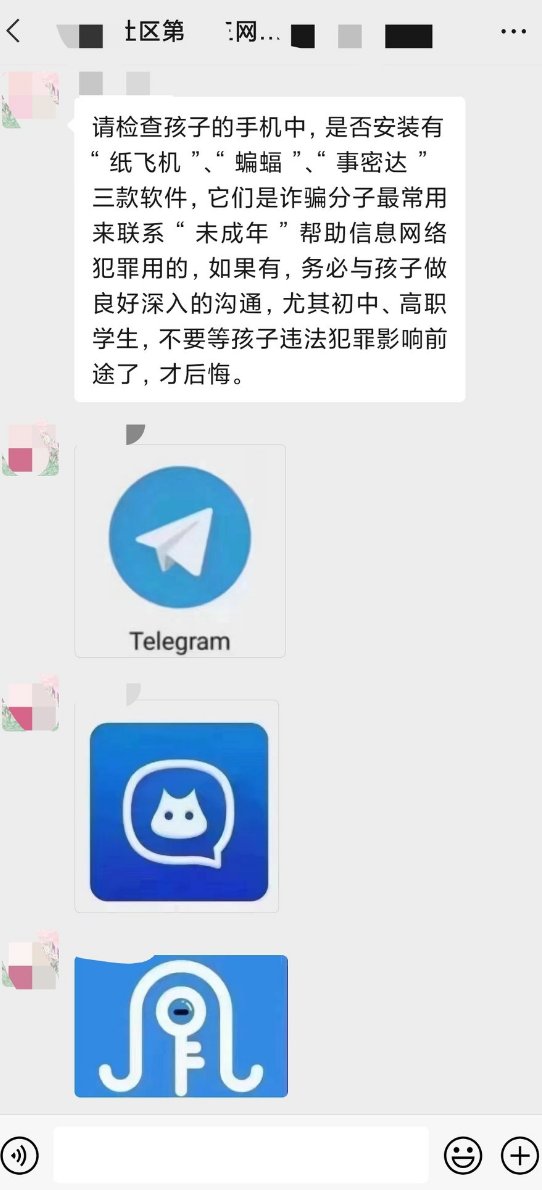 社区第
网...
请检查孩子的手机中，是否安装有
“纸飞机”、“蝙蝠”、“事密达”
三款软件，它们是诈骗分子最常用
来联系“未成年”帮助信息网络
犯罪用的，如果有，务必与孩子做
良好深入的沟通，尤其初中、高职
学生，不要等孩子违法犯罪影响前
途了，才后悔。
Telegram